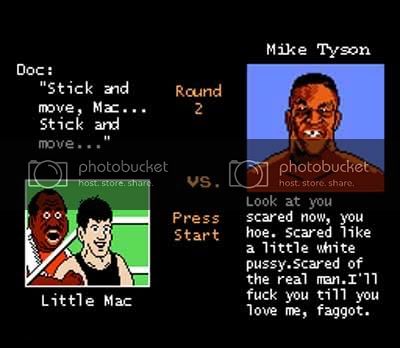 Mike Tyson
Doc:
"Stick and
move, Mac...
Stick and
move..."
Round
2
photobucket
host. store. share.
photobucket
host. store. share.
vs.
Press
Start
Little Mac
Look at you
scared now, you
hoe. Scared like
a little white
pussy.Scared of
the real man.I'll
fuck you till you
love me, faggot.